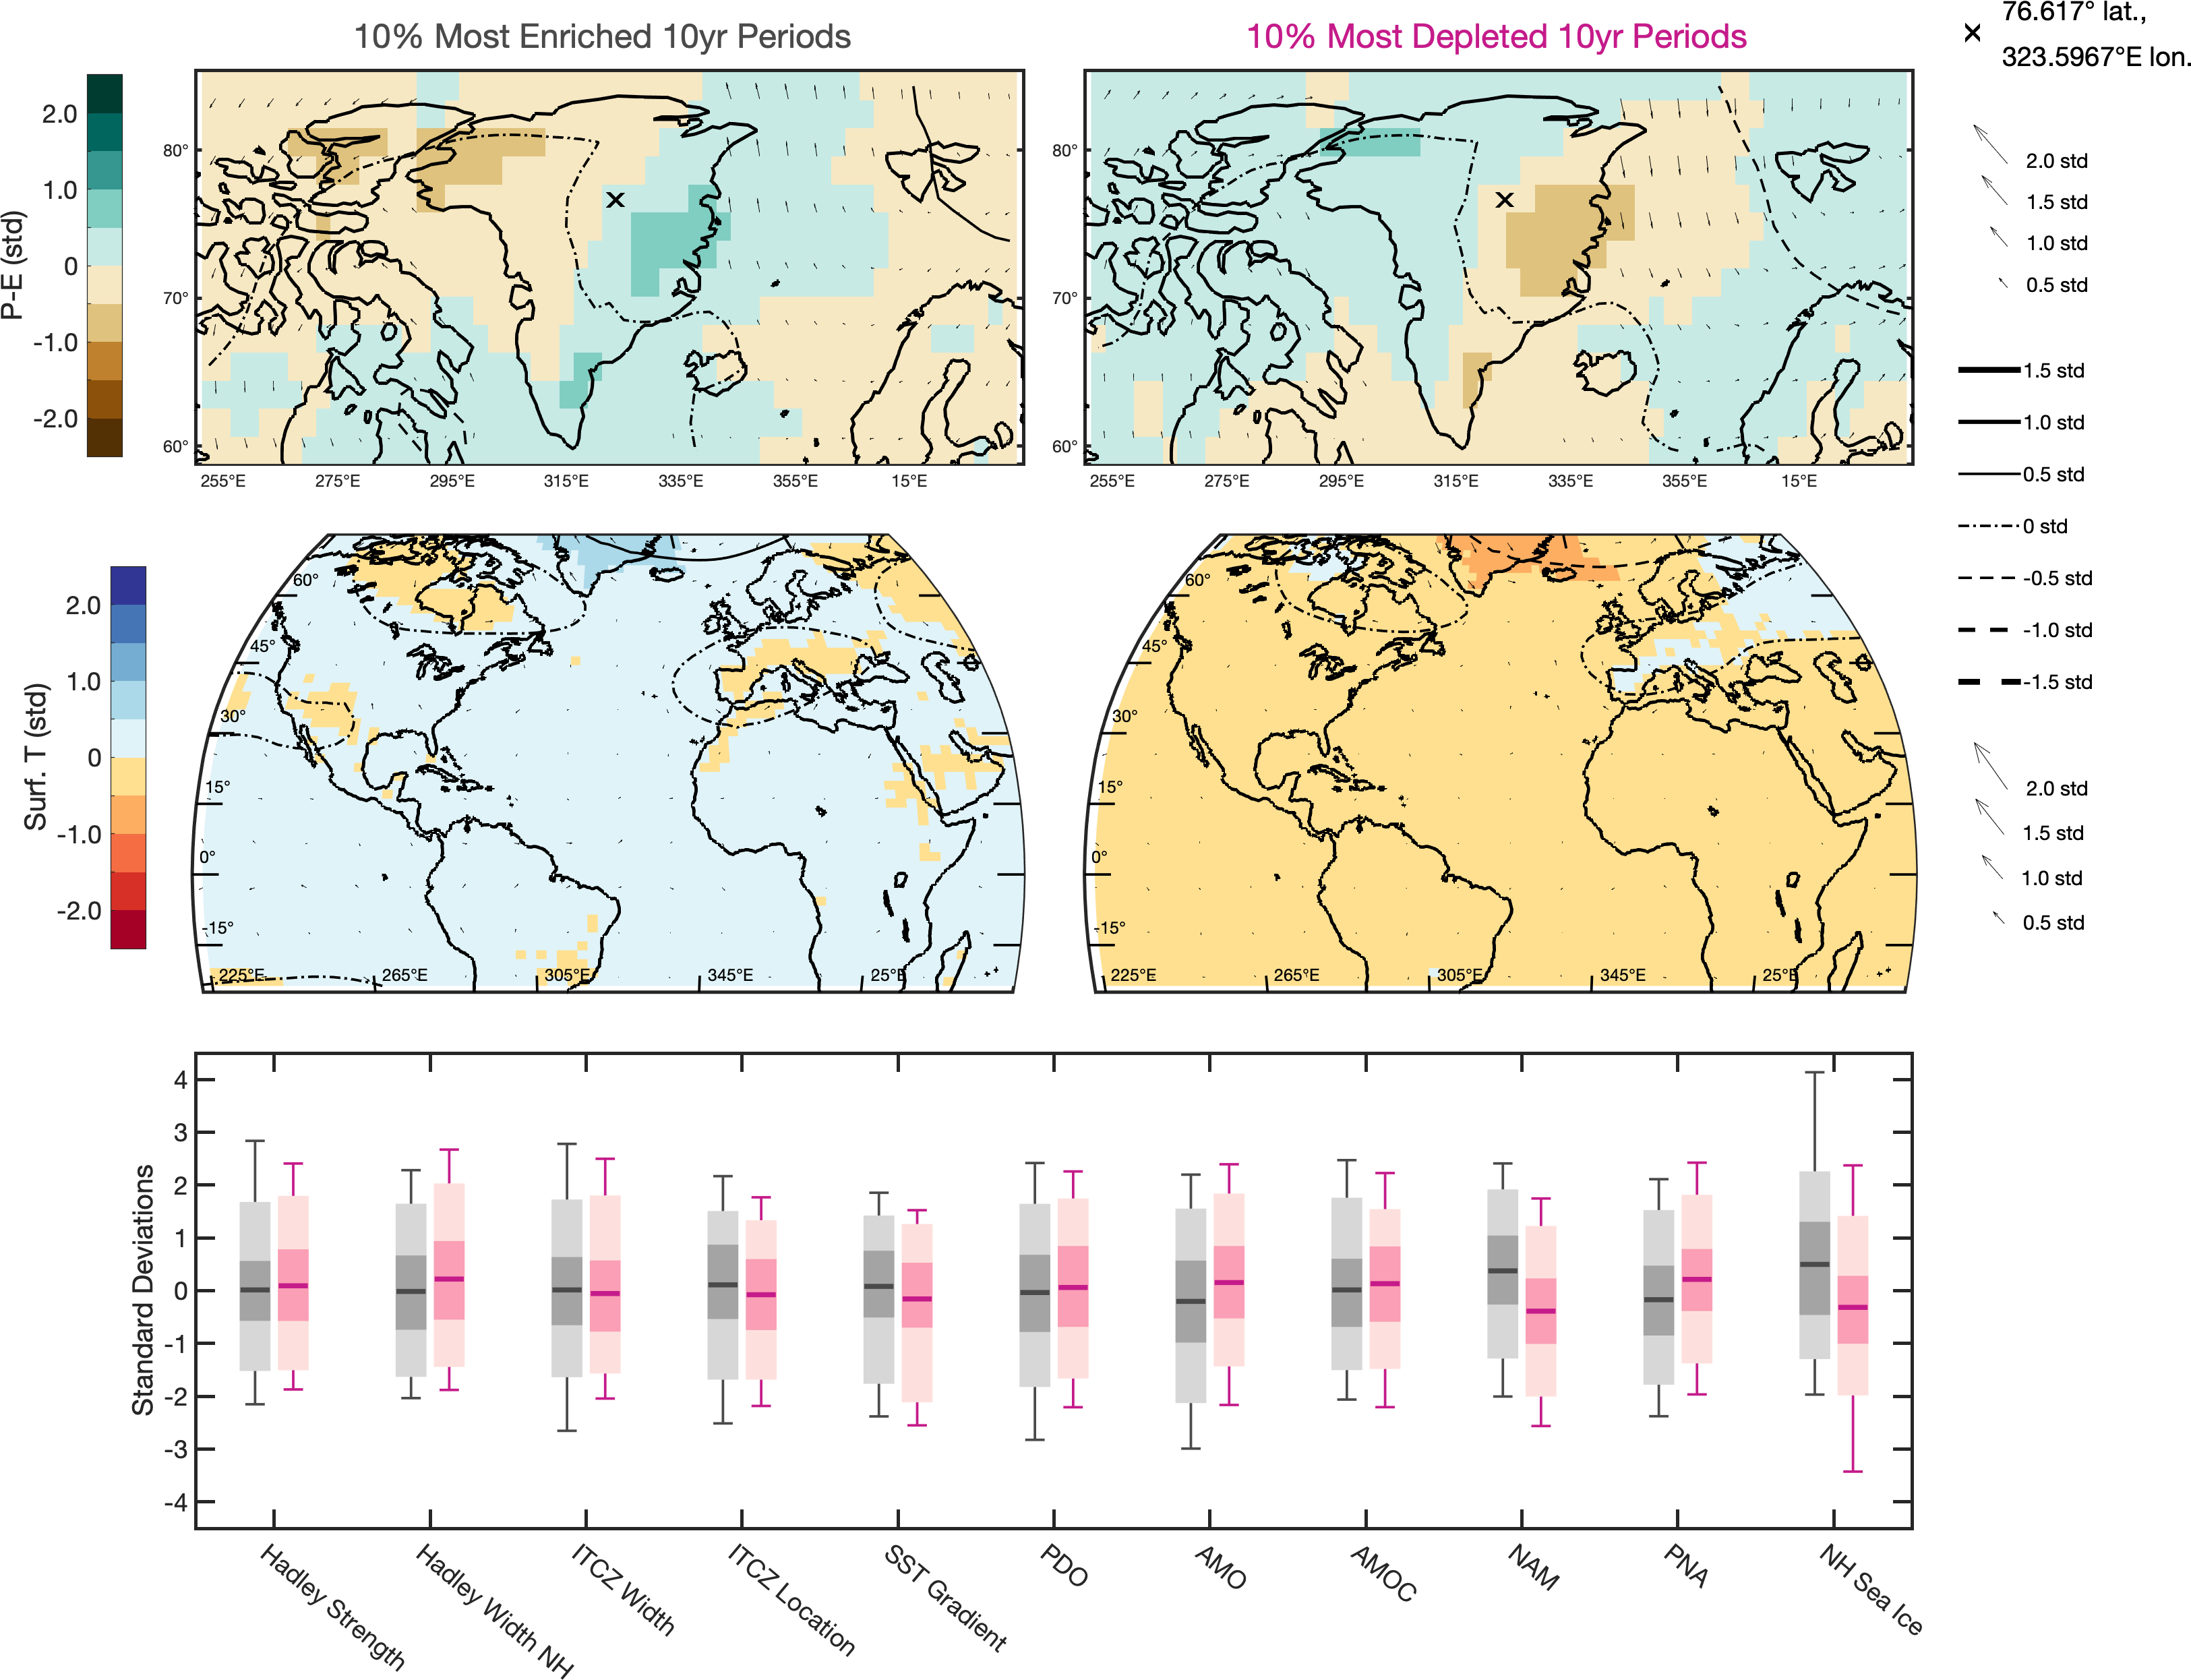 10% Most Enriched 10yr Periods
10% Most Depleted 10yr Periods
76.617° lat.,
323.5967°E lon.
P-E (std)
2.0
1.0
0
-1.0
-2.0
80°
70°
60°
255°E 275°E 295°E 315°E 335°E 355°E 15°E
80°
70°
60°
255°E 275°E 295°E 315°E 335°E 355°E 15°E
2.0 std
1.5 std
1.0 std
0.5 std
1.5 std
1.0 std
0.5 std
0 std
-0.5 std
-1.0 std
-1.5 std
Surf. T (std)
2.0
1.0
0
-1.0
-2.0
60°
45°
30°
15°
0°
-15°
225°E 265°E 305°E 345°E 25°E
60°
45°
30°
15°
0°
-15°
225°E 265°E 305°E 345°E 25°E
2.0 std
1.5 std
1.0 std
0.5 std
Standard Deviations
4
3
2
1
0
-1
-2
-3
-4
Hadley Strength
Hadley Width NH
ITCZ Width
ITCZ Location
SST Gradient
PDO
AMO
AMOC
NAM
PNA
NH Sea Ice